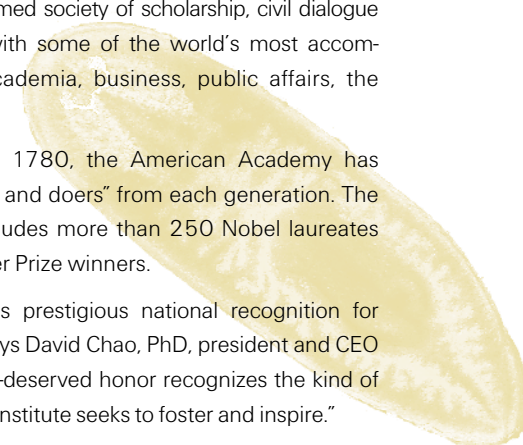 med society of scholarship, civil dialogue
ith some of the world's most accom-
cademia, business, public affairs, the
1780, the American Academy has
and doers" from each generation. The
udes more than 250 Nobel laureates
er Prize winners.
s prestigious national recognition for
ys David Chao, PhD, president and CEO
-deserved honor recognizes the kind of
nstitute seeks to foster and inspire."